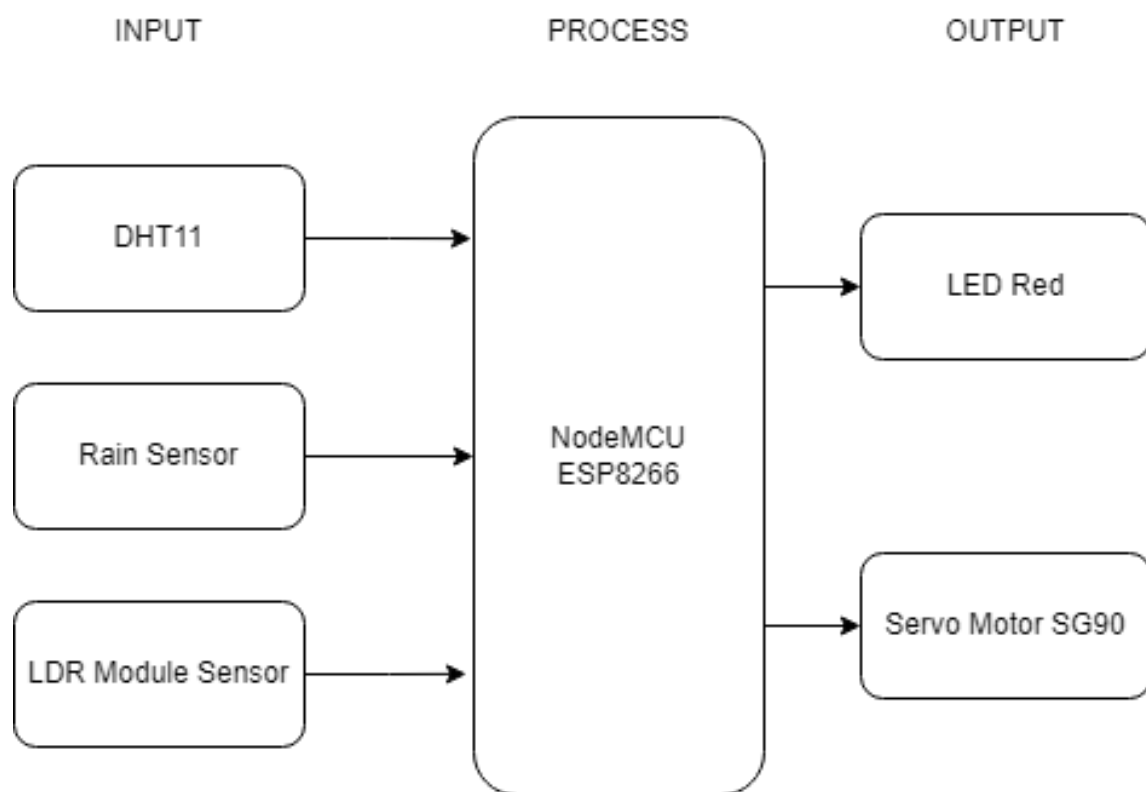 INPUT
PROCESS
OUTPUT
DHT11
LED Red
Rain Sensor
NodeMCU
ESP8266
LDR Module Sensor
Servo Motor SG90